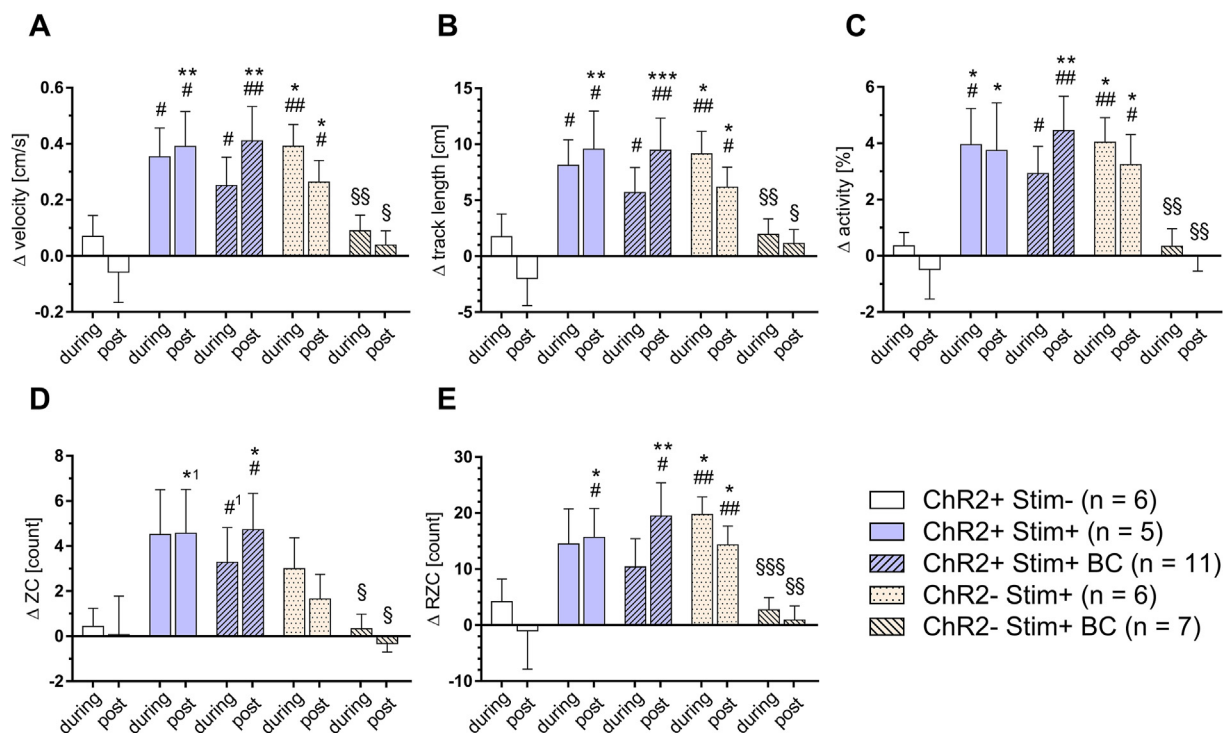 A
Δ velocity [cm/s]
0.6
0.4
0.2
0.0
-0.2
#
**
#
#
**
##
*
##
*
#
§§
§
during
post
during
post
during
post
during
post
during
post
B
Δ track length [cm]
15
10
5
0
-5
#
**
#
#
***
##
*
##
*
#
§§
§
during
post
during
post
during
post
during
post
during
post
C
Δ activity [%]
6
4
2
0
-2
*
#
*
#
**
##
*
##
*
#
§§
§§
during
post
during
post
during
post
during
post
during
post
D
Δ ZC [count]
8
6
4
2
0
-2
*1
#1
*
#
§
§
during
post
during
post
during
post
during
post
during
post
E
Δ RZC [count]
30
20
10
0
-10
*
#
**
#
*
##
*
##
§§§
§§
during
post
during
post
during
post
during
post
during
post
ChR2+ Stim- (n = 6)
ChR2+ Stim+ (n = 5)
ChR2+ Stim+ BC (n = 11)
ChR2- Stim+ (n = 6)
ChR2- Stim+ BC (n = 7)